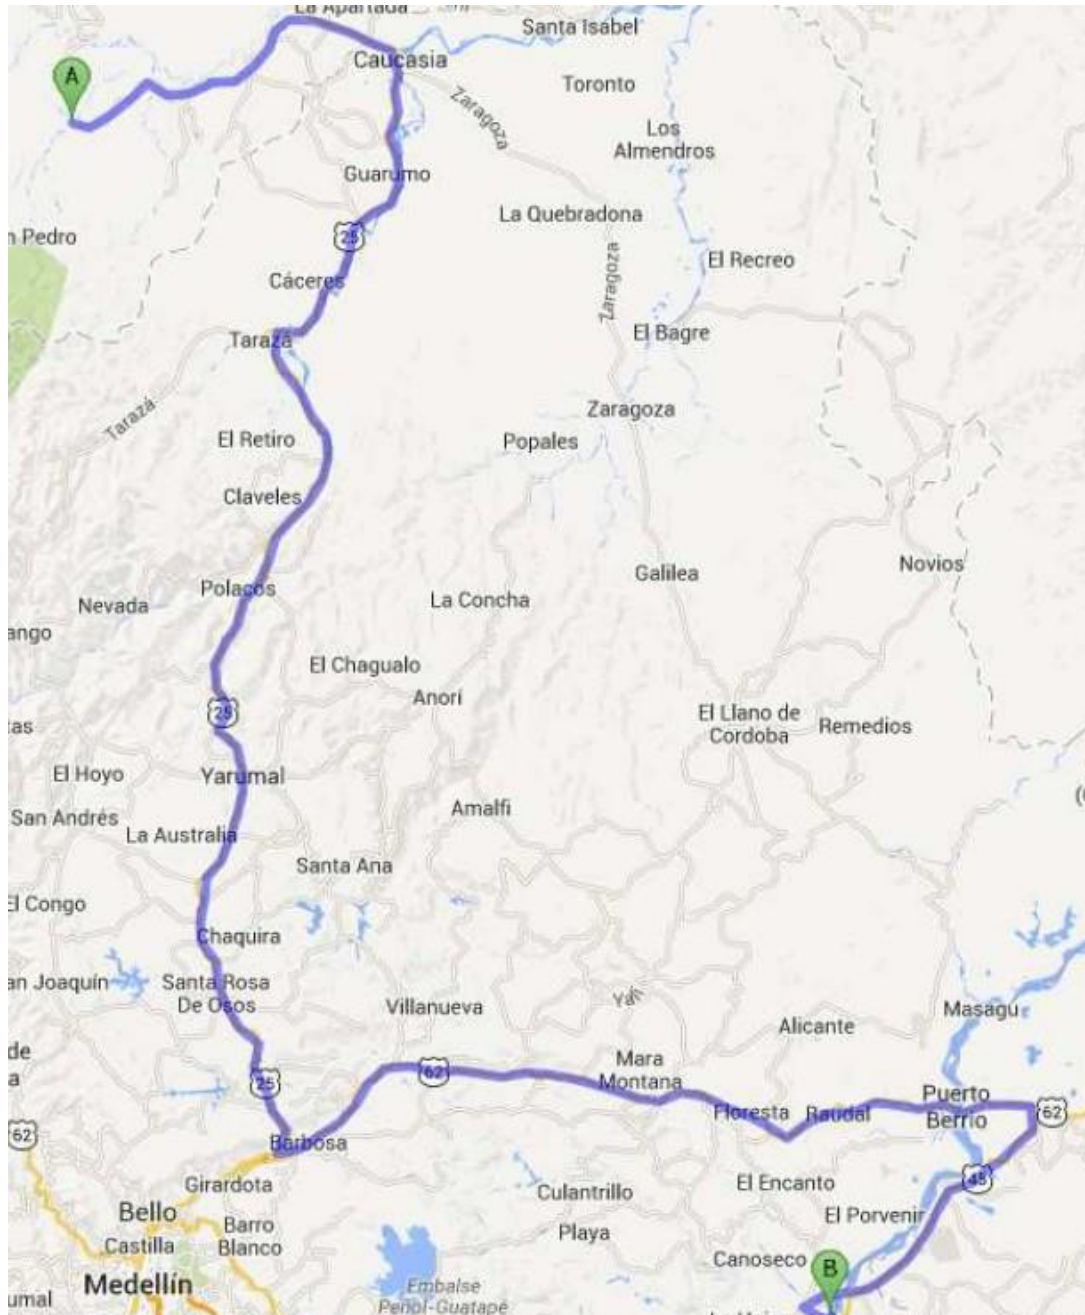 La Apartada
Santa Isabel
Caucasia
A
Toronto
Zaragoza
Los
Almendros
Guarumo
La Quebradona
n Pedro
25
El Recreo
Zaragoza
Cáceres
El Bagre
Tarazá
Tarazá
Zaragoza
El Retiro
Popales
Claveles
Novios
Galilea
Polacos
La Concha
Nevada
ango
El Chagualo
Anorí
25
El Llano de
Cordoba
Remedios
as
Yarumal
El Hoyo
Amalfi
San Andrés
La Australia
Santa Ana
El Congo
Chaquira
an Joaquín
Santa Rosa
De Osos
Villanueva
Yalí
Masagu
Alicante
de
a
Mara
Montana
25
62
Puerto
Berrio
Floresta
Raudal
62
62
Barbosa
Girardota
El Encanto
45
Culantrillo
Bello
El Porvenir
Barro
Blanco
Playa
Castilla
Canoseco
B
Medellín
Embalse
Peñol-Guatapé
umal